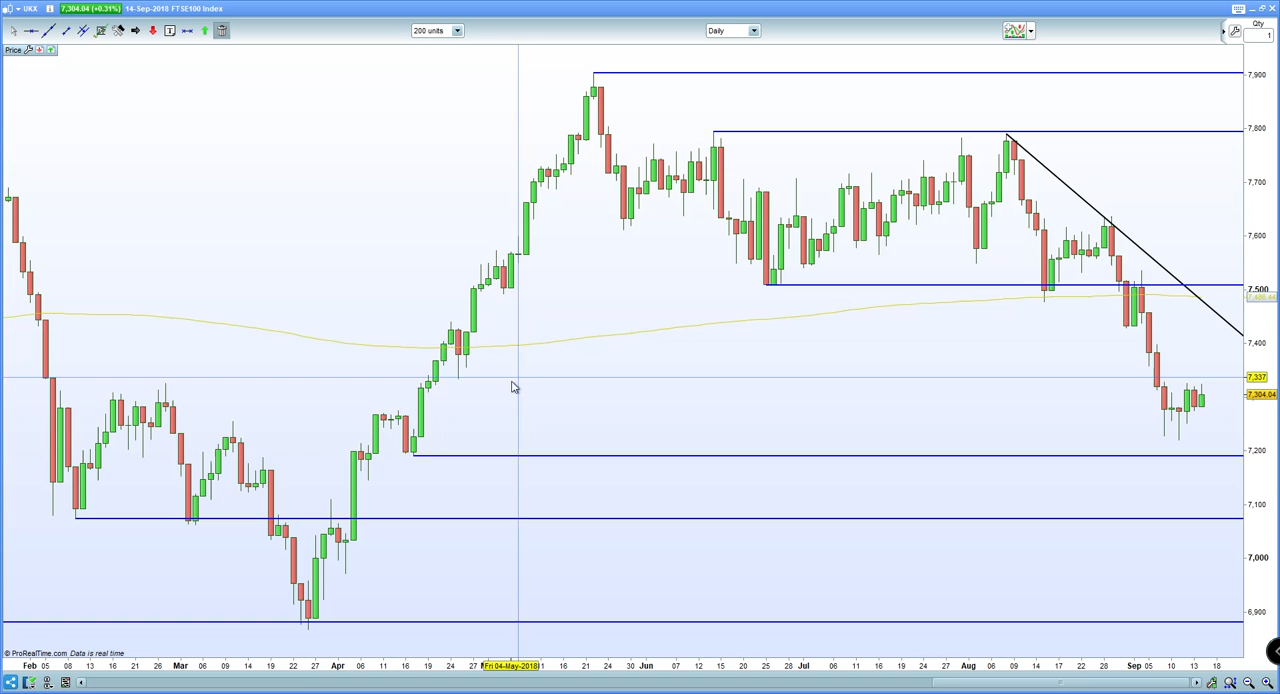 UKX 7,304.04 (+0.31%) 14-Sep-2018 FTSE100 Index
200 units Daily Qty
1
Price
7,900
7,800
7,700
7,600
7,500
7,486.44
7,400
7,337
7,304.04
7,200
7,100
7,000
6,900
© ProRealTime.com Data is real time
Feb 05 08 13 16 21 26 Mar 06 09 14 19 22 27 Apr 06 11 16 19 24 27 Fri 04-May-2018 11 21 24 30 Jun 07 12 15 20 25 28 Jul 06 11 16 19 24 27 Aug 06 09 14 17 22 28 Sep 05 10 13 18